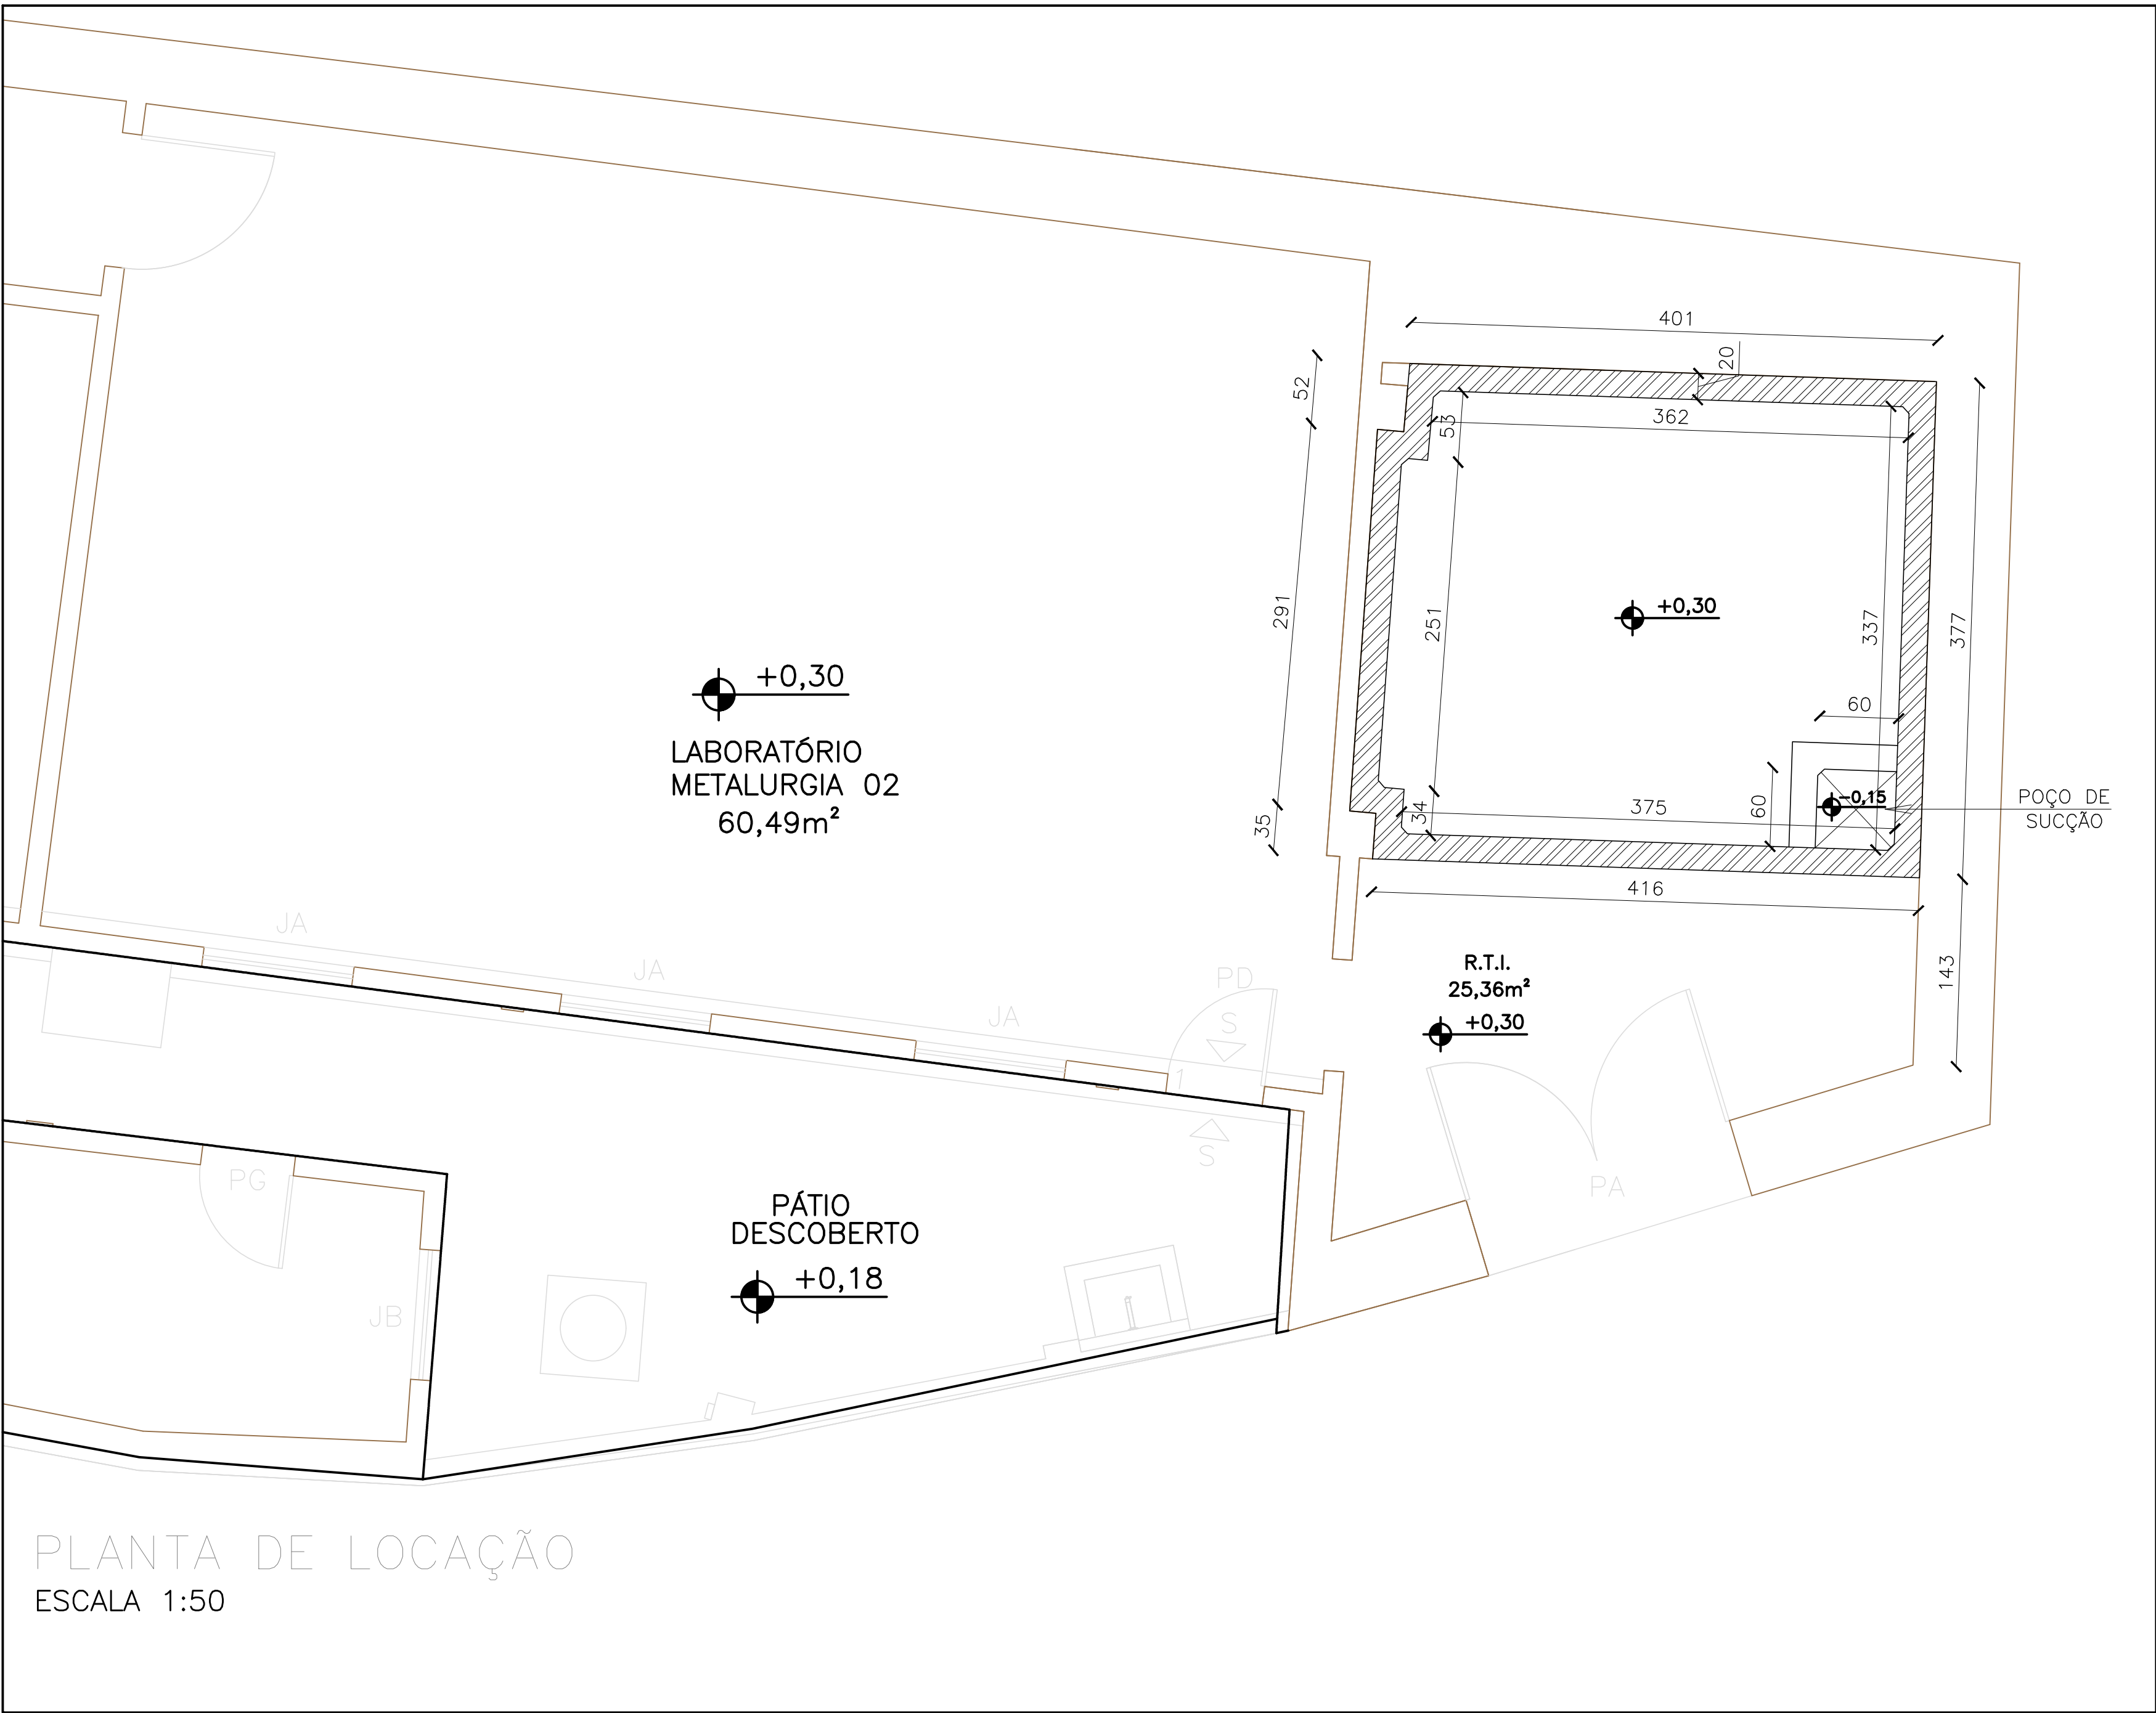 401
20
52
53
362
291
251
337
377
+0,30
+0,30
LABORATÓRIO
METALURGIA 02
60,49m²
60
60
-0,15
POÇO DE
SUCÇÃO
35
34
375
416
143
JA
JA
JA
PD
S
1
S
R.T.I.
25,36m²
+0,30
PA
PG
JB
PÁTIO
DESCOBERTO
+0,18
PLANTA DE LOCAÇÃO
ESCALA 1:50